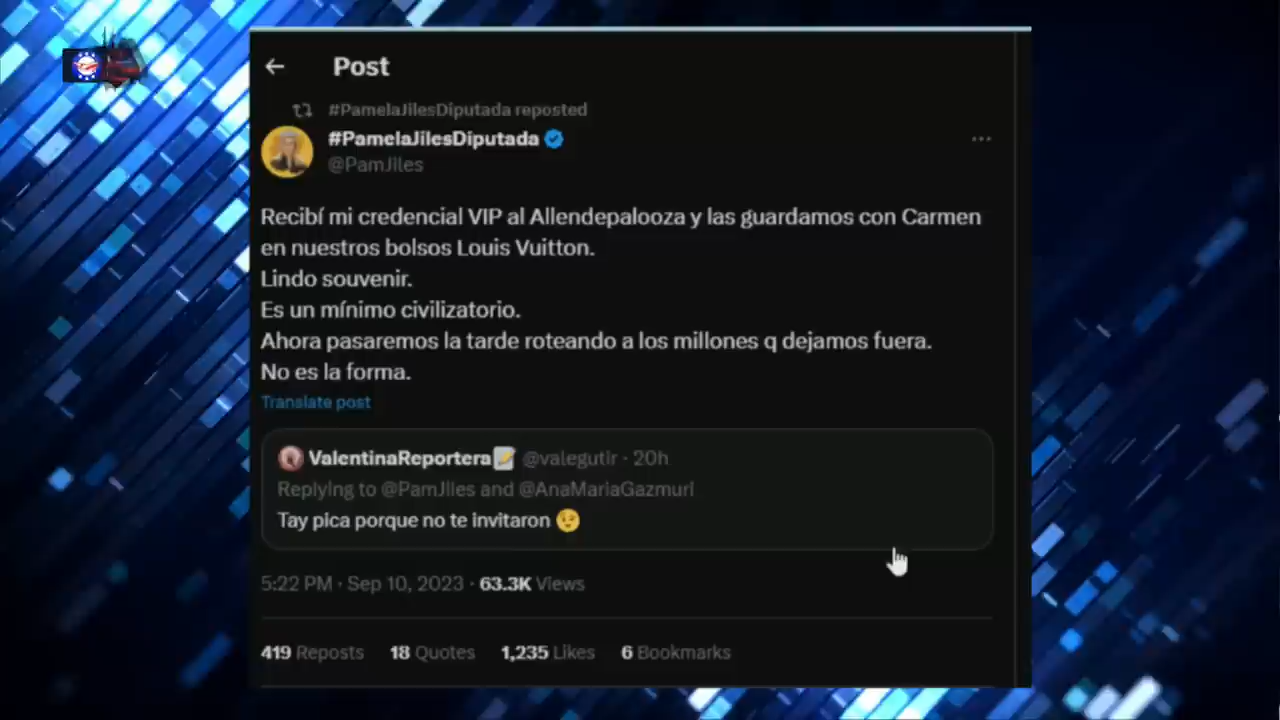 Post
#PamelaJilesDiputada reposted
#PamelaJilesDiputada
@PamJiles
Recibí mi credencial VIP al Allendepalooza y las guardamos con Carmen
en nuestros bolsos Louis Vuitton.
Lindo souvenir.
Es un mínimo civilizatorio.
Ahora pasaremos la tarde roteando a los millones q dejamos fuera.
No es la forma.
Translate post
ValentinaReportera📝 @valegutir · 20h
Replying to @PamJiles and @AnaMariaGazmuri
Tay pica porque no te invitaron 😉
5:22 PM · Sep 10, 2023 · 63.3K Views
419 Reposts 18 Quotes 1,235 Likes 6 Bookmarks